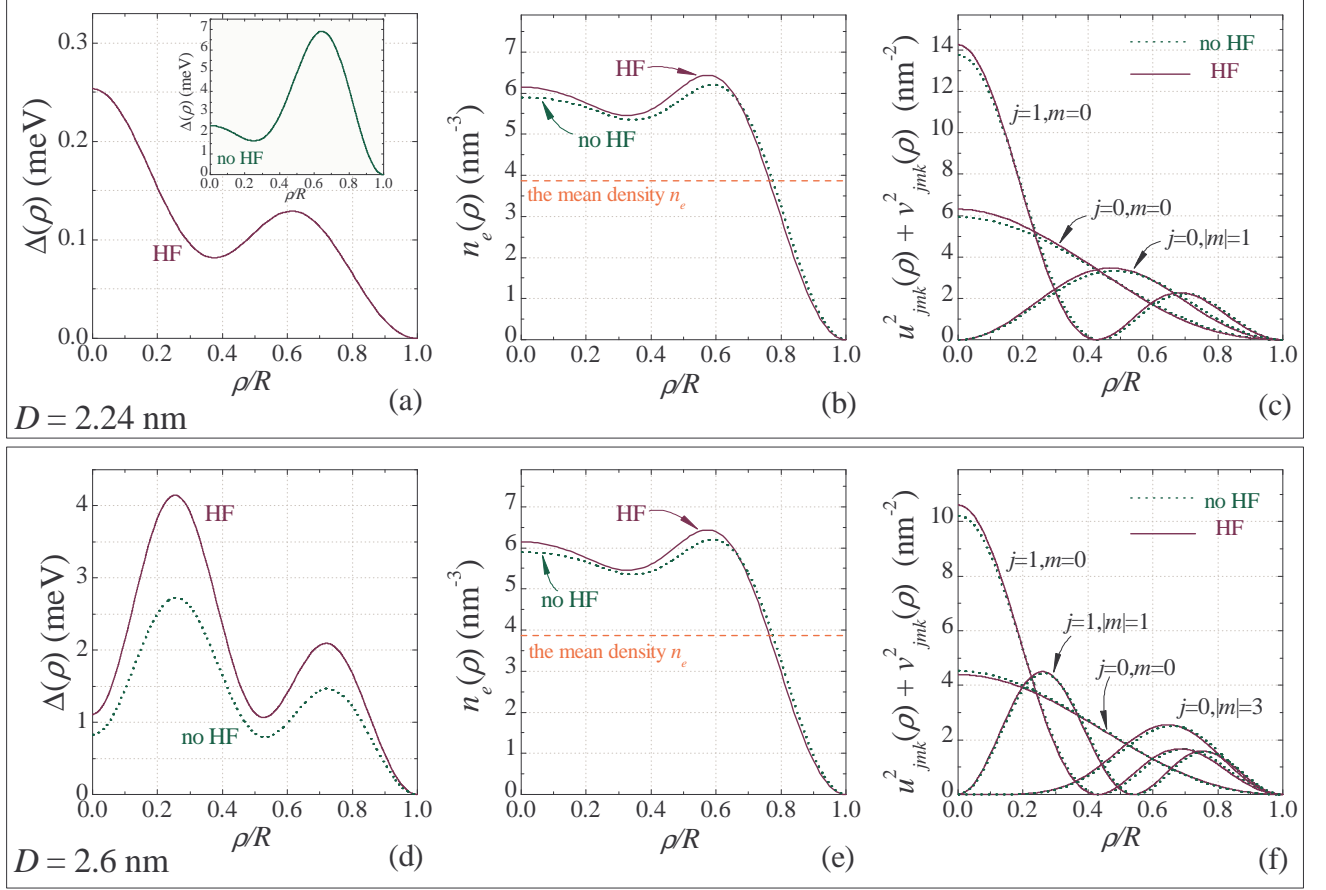 0.3
0.2
0.1
0.0
Δ(ρ) (meV)
0.0 0.2 0.4 0.6 0.8 1.0
ρ/R
HF
7
6
5
4
3
2
1
0
Δ(ρ) (meV)
no HF
0.0 0.2 0.4 0.6 0.8 1.0
ρ/R
(a)
D = 2.24 nm
7
6
5
4
3
2
1
0
n_e(ρ) (nm⁻³)
HF
no HF
the mean density n_e
0.0 0.2 0.4 0.6 0.8 1.0
ρ/R
(b)
14
12
10
8
6
4
2
0
u²_jmk(ρ) + v²_jmk(ρ) (nm⁻²)
no HF
HF
j=1,m=0
j=0,m=0
j=0,|m|=1
0.0 0.2 0.4 0.6 0.8 1.0
ρ/R
(c)
4
3
2
1
0
Δ(ρ) (meV)
HF
no HF
0.0 0.2 0.4 0.6 0.8 1.0
ρ/R
(d)
D = 2.6 nm
7
6
5
4
3
2
1
0
n_e(ρ) (nm⁻³)
HF
no HF
the mean density n_e
0.0 0.2 0.4 0.6 0.8 1.0
ρ/R
(e)
10
8
6
4
2
0
u²_jmk(ρ) + v²_jmk(ρ) (nm⁻²)
no HF
HF
j=1,m=0
j=1,|m|=1
j=0,m=0
j=0,|m|=3
0.0 0.2 0.4 0.6 0.8 1.0
ρ/R
(f)